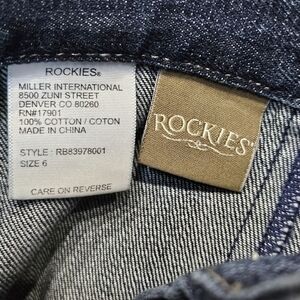 ROCKIES®
MILLER INTERNATIONAL
8500 ZUNI STREET
DENVER CO 80260
RN#17901
100% COTTON / COTON
MADE IN CHINA
STYLE : RB83978001
SIZE 6
CARE ON REVERSE
ROCKIES®